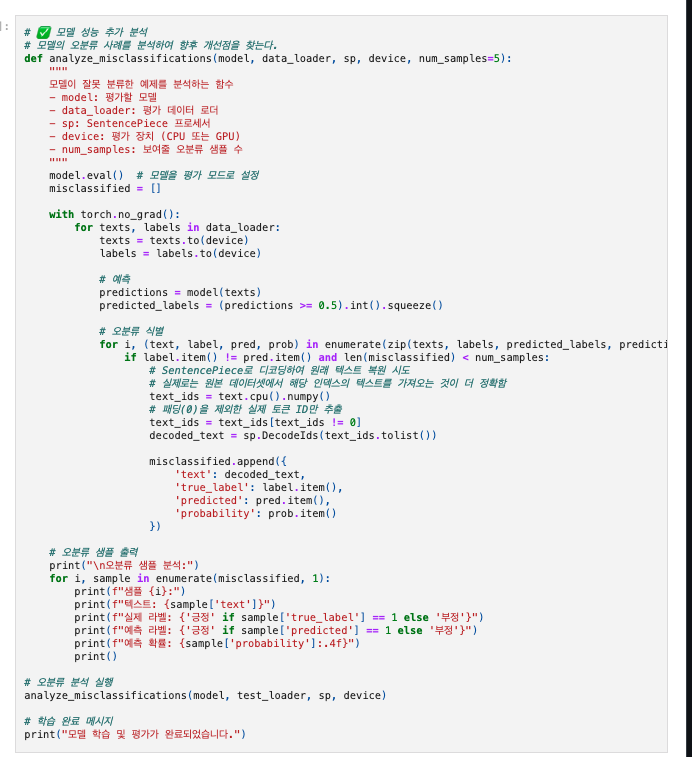 ]:
# ✅ 모델 성능 추가 분석
# 모델의 오분류 사례를 분석하여 향후 개선점을 찾는다.
def analyze_misclassifications(model, data_loader, sp, device, num_samples=5):
    """
    모델이 잘못 분류한 예제를 분석하는 함수
    - model: 평가할 모델
    - data_loader: 평가 데이터 로더
    - sp: SentencePiece 프로세서
    - device: 평가 장치 (CPU 또는 GPU)
    - num_samples: 보여줄 오분류 샘플 수
    """
    model.eval()  # 모델을 평가 모드로 설정
    misclassified = []

    with torch.no_grad():
        for texts, labels in data_loader:
            texts = texts.to(device)
            labels = labels.to(device)

            # 예측
            predictions = model(texts)
            predicted_labels = (predictions >= 0.5).int().squeeze()

            # 오분류 식별
            for i, (text, label, pred, prob) in enumerate(zip(texts, labels, predicted_labels, predicti
                if label.item() != pred.item() and len(misclassified) < num_samples:
                    # SentencePiece로 디코딩하여 원래 텍스트 복원 시도
                    # 실제로는 원본 데이터셋에서 해당 인덱스의 텍스트를 가져오는 것이 더 정확함
                    text_ids = text.cpu().numpy()
                    # 패딩(0)을 제외한 실제 토큰 ID만 추출
                    text_ids = text_ids[text_ids != 0]
                    decoded_text = sp.DecodeIds(text_ids.tolist())

                    misclassified.append({
                        'text': decoded_text,
                        'true_label': label.item(),
                        'predicted': pred.item(),
                        'probability': prob.item()
                    })

    # 오분류 샘플 출력
    print("\n오분류 샘플 분석:")
    for i, sample in enumerate(misclassified, 1):
        print(f"샘플 {i}:")
        print(f"텍스트: {sample['text']}")
        print(f"실제 라벨: {'긍정' if sample['true_label'] == 1 else '부정'}")
        print(f"예측 라벨: {'긍정' if sample['predicted'] == 1 else '부정'}")
        print(f"예측 확률: {sample['probability']:.4f}")
        print()

# 오분류 분석 실행
analyze_misclassifications(model, test_loader, sp, device)

# 학습 완료 메시지
print("모델 학습 및 평가가 완료되었습니다.")